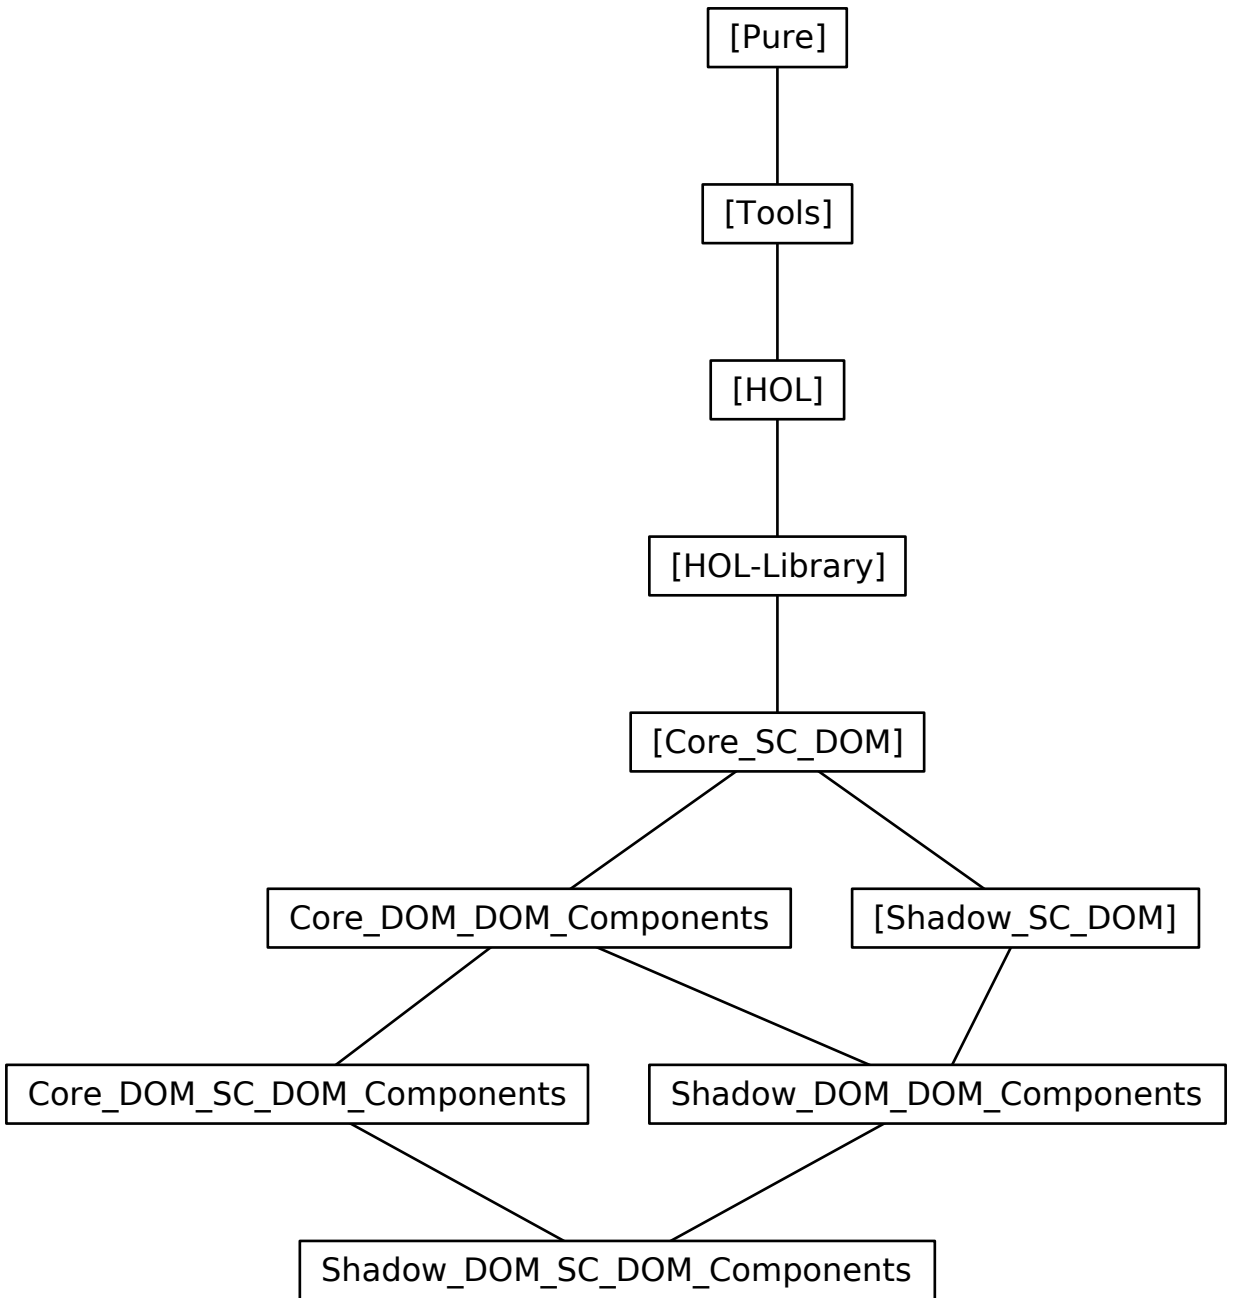 [Pure]
[Tools]
[HOL]
[HOL-Library]
[Core_SC_DOM]
Core_DOM_DOM_Components
[Shadow_SC_DOM]
Core_DOM_SC_DOM_Components
Shadow_DOM_DOM_Components
Shadow_DOM_SC_DOM_Components